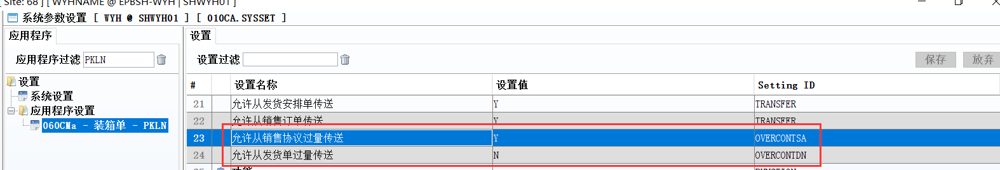 [ Site: 68 ] [ WYHNAME @ EPBSH-WYH | SHWYH01 ]
系统参数设置 [ WYH @ SHWYH01 ] [ 010CA.SYSSET ]
应用程序
设置
应用程序过滤 PKLN
设置过滤
保存 放弃
设置
系统设置
应用程序设置
060CMa - 装箱单 - PKLN
# 设置名称 设置值 Setting ID
21 允许从发货安排单传送 Y TRANSFER
22 允许从销售订单传送 Y TRANSFER
23 允许从销售协议过量传送 Y OVERCONTSA
24 允许从发货单过量传送 N OVERCONTDN